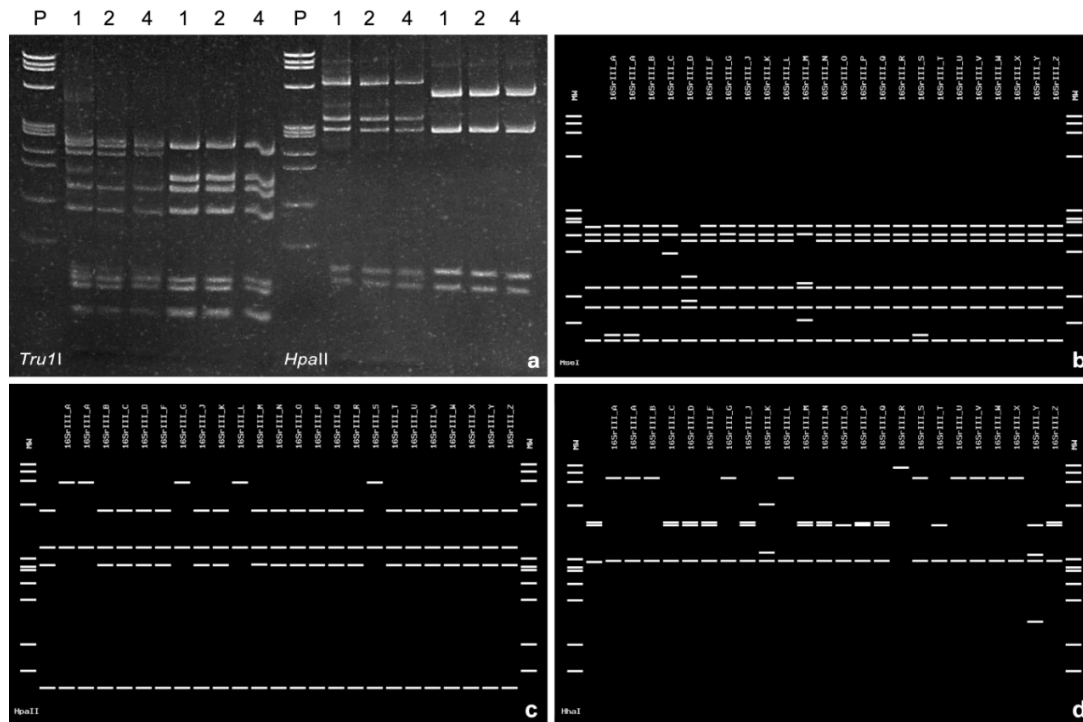 P 1 2 4 1 2 4 P 1 2 4 1 2 4
Tru1I
HpaII
a
MW
16SrIII_A
16SrIII_A
16SrIII_B
16SrIII_C
16SrIII_D
16SrIII_F
16SrIII_G
16SrIII_J
16SrIII_K
16SrIII_L
16SrIII_M
16SrIII_N
16SrIII_O
16SrIII_P
16SrIII_Q
16SrIII_R
16SrIII_S
16SrIII_T
16SrIII_U
16SrIII_V
16SrIII_W
16SrIII_X
16SrIII_Y
16SrIII_Z
MW
MseI
b
MW
16SrIII_A
16SrIII_A
16SrIII_B
16SrIII_C
16SrIII_D
16SrIII_F
16SrIII_G
16SrIII_J
16SrIII_K
16SrIII_L
16SrIII_M
16SrIII_N
16SrIII_O
16SrIII_P
16SrIII_Q
16SrIII_R
16SrIII_S
16SrIII_T
16SrIII_U
16SrIII_V
16SrIII_W
16SrIII_X
16SrIII_Y
16SrIII_Z
MW
HpaII
c
MW
16SrIII_A
16SrIII_A
16SrIII_B
16SrIII_C
16SrIII_D
16SrIII_F
16SrIII_G
16SrIII_J
16SrIII_K
16SrIII_L
16SrIII_M
16SrIII_N
16SrIII_O
16SrIII_P
16SrIII_Q
16SrIII_R
16SrIII_S
16SrIII_T
16SrIII_U
16SrIII_V
16SrIII_W
16SrIII_X
16SrIII_Y
16SrIII_Z
MW
HhaI
d